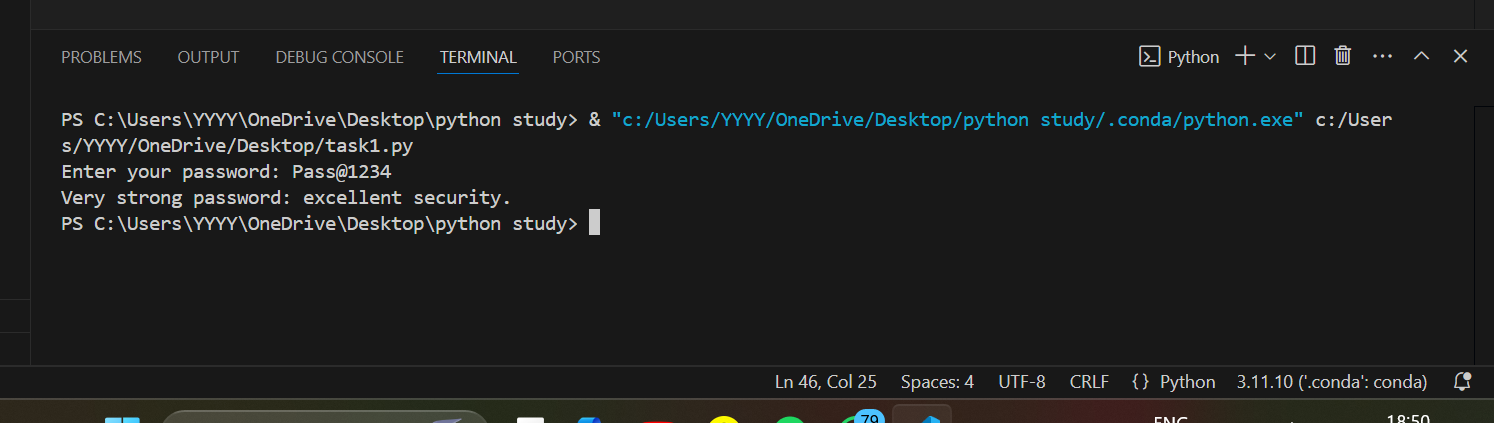 PROBLEMS OUTPUT DEBUG CONSOLE TERMINAL PORTS Python
PS C:\Users\YYYY\OneDrive\Desktop\python study> & "c:/Users/YYYY/OneDrive/Desktop/python study/.conda/python.exe" c:/User
s/YYYY/OneDrive/Desktop/task1.py
Enter your password: Pass@1234
Very strong password: excellent security.
PS C:\Users\YYYY\OneDrive\Desktop\python study>
Ln 46, Col 25 Spaces: 4 UTF-8 CRLF {} Python 3.11.10 ('.conda': conda)
79 ENG 18:50